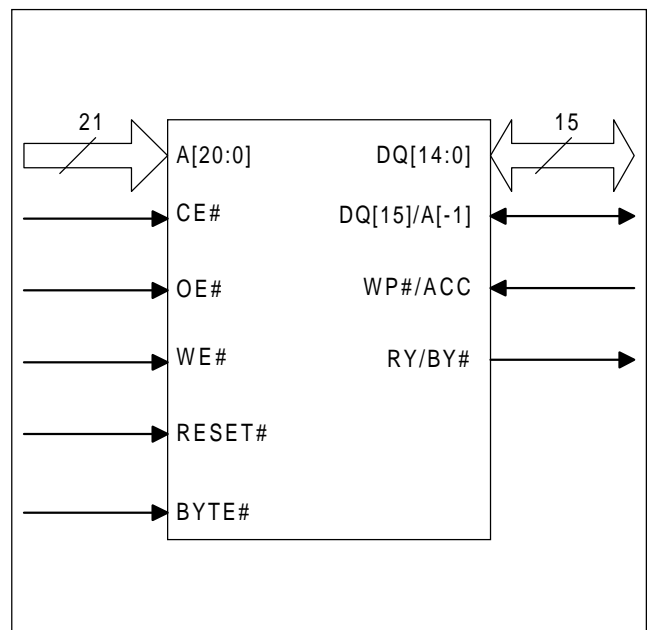 21
15
A[20:0]
DQ[14:0]
CE#
DQ[15]/A[-1]
OE#
WP#/ACC
WE#
RY/BY#
RESET#
BYTE#